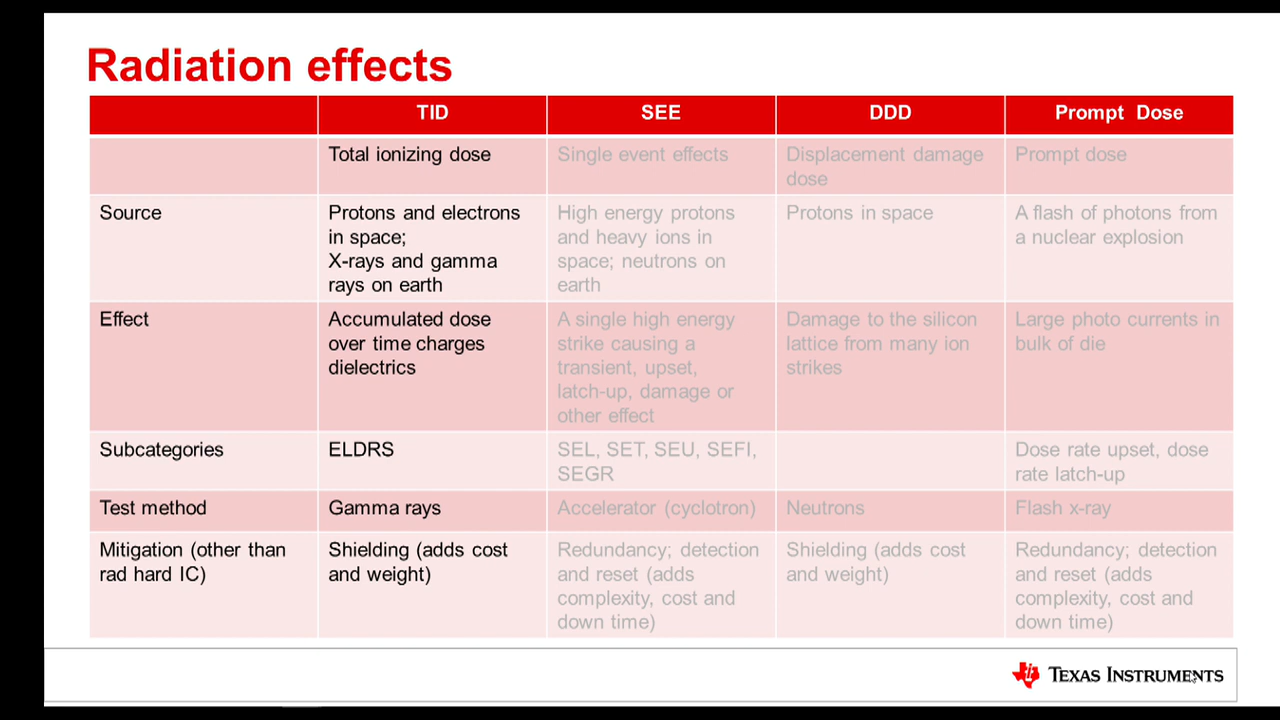 Radiation effects
TID
SEE
DDD
Prompt Dose
Total ionizing dose
Single event effects
Displacement damage
dose
Prompt dose
Source
Protons and electrons
in space;
X-rays and gamma
rays on earth
High energy protons
and heavy ions in
space; neutrons on
earth
Protons in space
A flash of photons from
a nuclear explosion
Effect
Accumulated dose
over time charges
dielectrics
A single high energy
strike causing a
transient, upset,
latch-up, damage or
other effect
Damage to the silicon
lattice from many ion
strikes
Large photo currents in
bulk of die
Subcategories
ELDRS
SEL, SET, SEU, SEFI,
SEGR
Dose rate upset, dose
rate latch-up
Test method
Gamma rays
Accelerator (cyclotron)
Neutrons
Flash x-ray
Mitigation (other than
rad hard IC)
Shielding (adds cost
and weight)
Redundancy; detection
and reset (adds
complexity, cost and
down time)
Shielding (adds cost
and weight)
Redundancy; detection
and reset (adds
complexity, cost and
down time)
TEXAS INSTRUMENTS